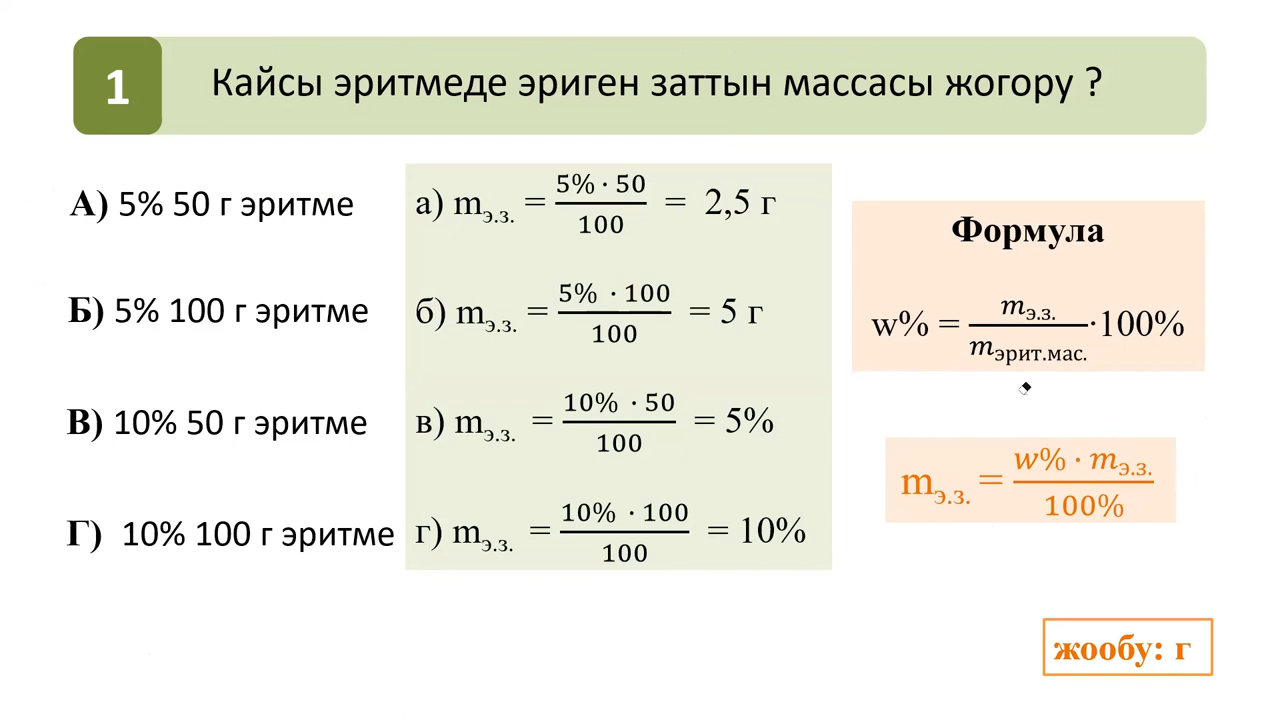 1
Кайсы эритмеде эриген заттын массасы жогору ?
А) 5% 50 г эритме
а) mэ.з. = 5% · 50 / 100 = 2,5 г
Б) 5% 100 г эритме
б) mэ.з. = 5% · 100 / 100 = 5 г
В) 10% 50 г эритме
в) mэ.з. = 10% · 50 / 100 = 5%
Г) 10% 100 г эритме
г) mэ.з. = 10% · 100 / 100 = 10%
Формула
w% = mэ.з. / mэрит.мас. ·100%
mэ.з. = w% · mэ.з. / 100%
жообу: г